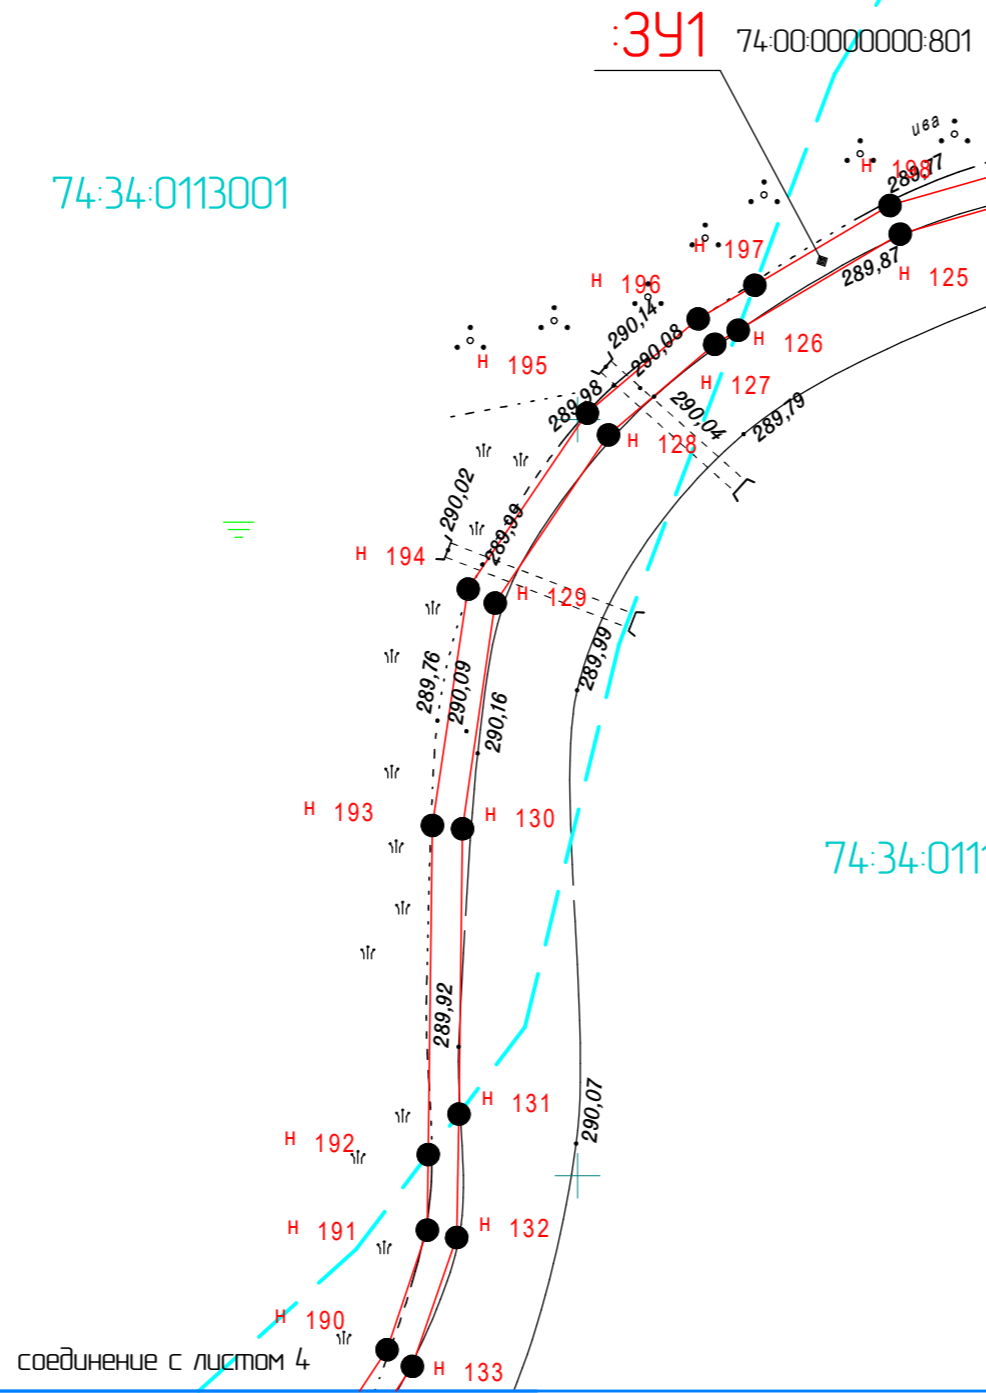 :ЗУ1
74:00:0000000:801
ива
74:34:0113001
н 198
289,77
н 197
289,87
н 125
н 196
290,14
290,08
н 126
н 195
н 127
289,98
290,04
289,79
н 128
290,02
289,99
н 194
н 129
289,99
289,76
290,09
290,16
н 193
н 130
74:34:0111
289,92
н 131
290,07
н 192
н 191
н 132
н 190
соединение с листом 4
н 133